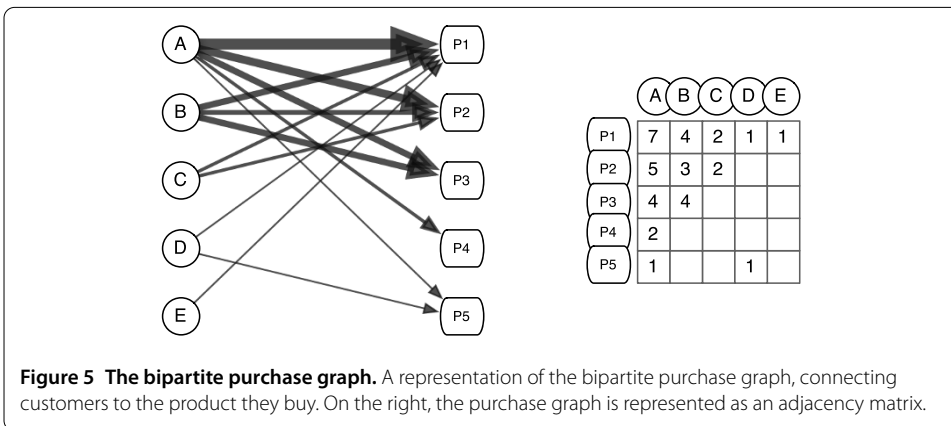 A P1
B P2
C P3
D P4
E P5
A B C D E
P1 7 4 2 1 1
P2 5 3 2
P3 4 4
P4 2
P5 1 1
Figure 5 The bipartite purchase graph. A representation of the bipartite purchase graph, connecting
customers to the product they buy. On the right, the purchase graph is represented as an adjacency matrix.